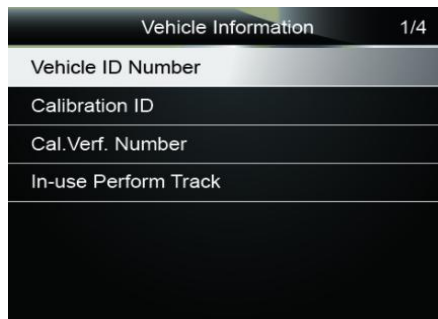 Vehicle Information 1/4
Vehicle ID Number
Calibration ID
Cal.Verf. Number
In-use Perform Track